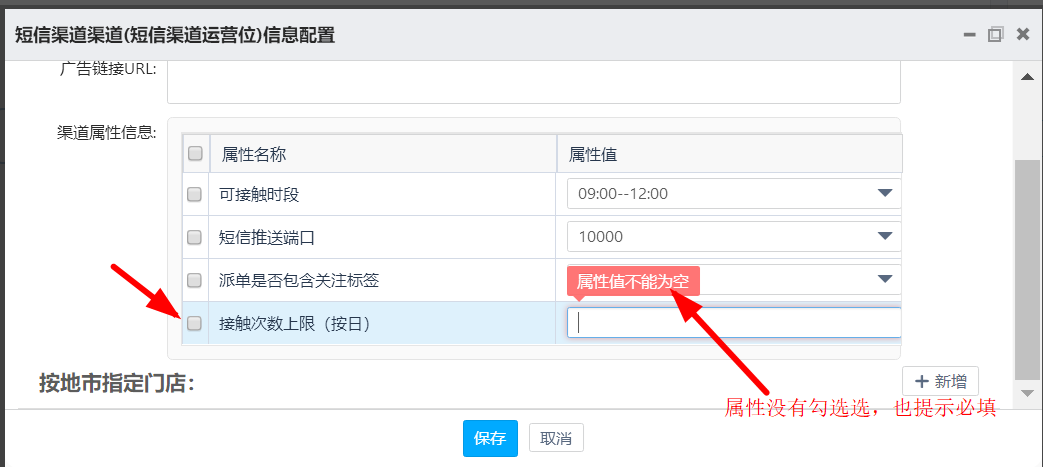 短信渠道渠道(短信渠道运营位)信息配置
广告链接URL:
渠道属性信息:
属性名称 属性值
可接触时段 09:00--12:00
短信推送端口 10000
派单是否包含关注标签 属性值不能为空
接触次数上限（按日）
按地市指定门店： 新增
属性没有勾选选，也提示必填
保存 取消